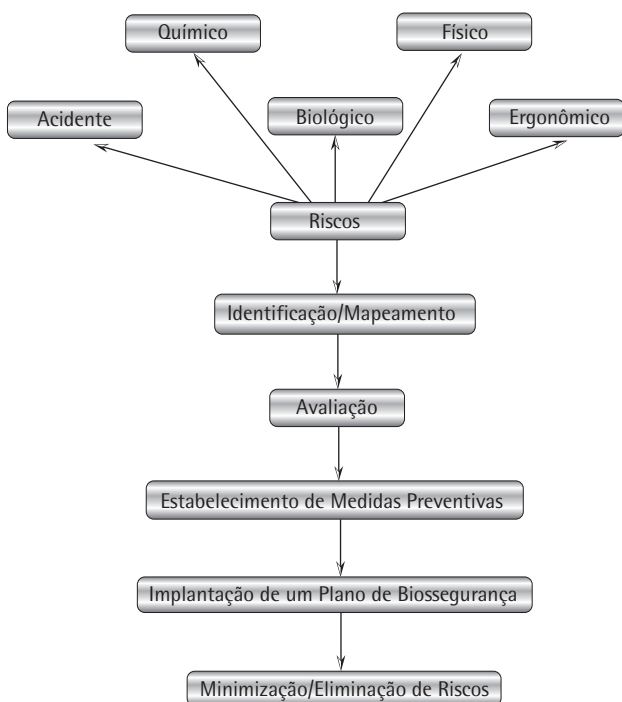 Químico
Físico
Acidente
Biológico
Ergonômico
Riscos
Identificação/Mapeamento
Avaliação
Estabelecimento de Medidas Preventivas
Implantação de um Plano de Biossegurança
Minimização/Eliminação de Riscos